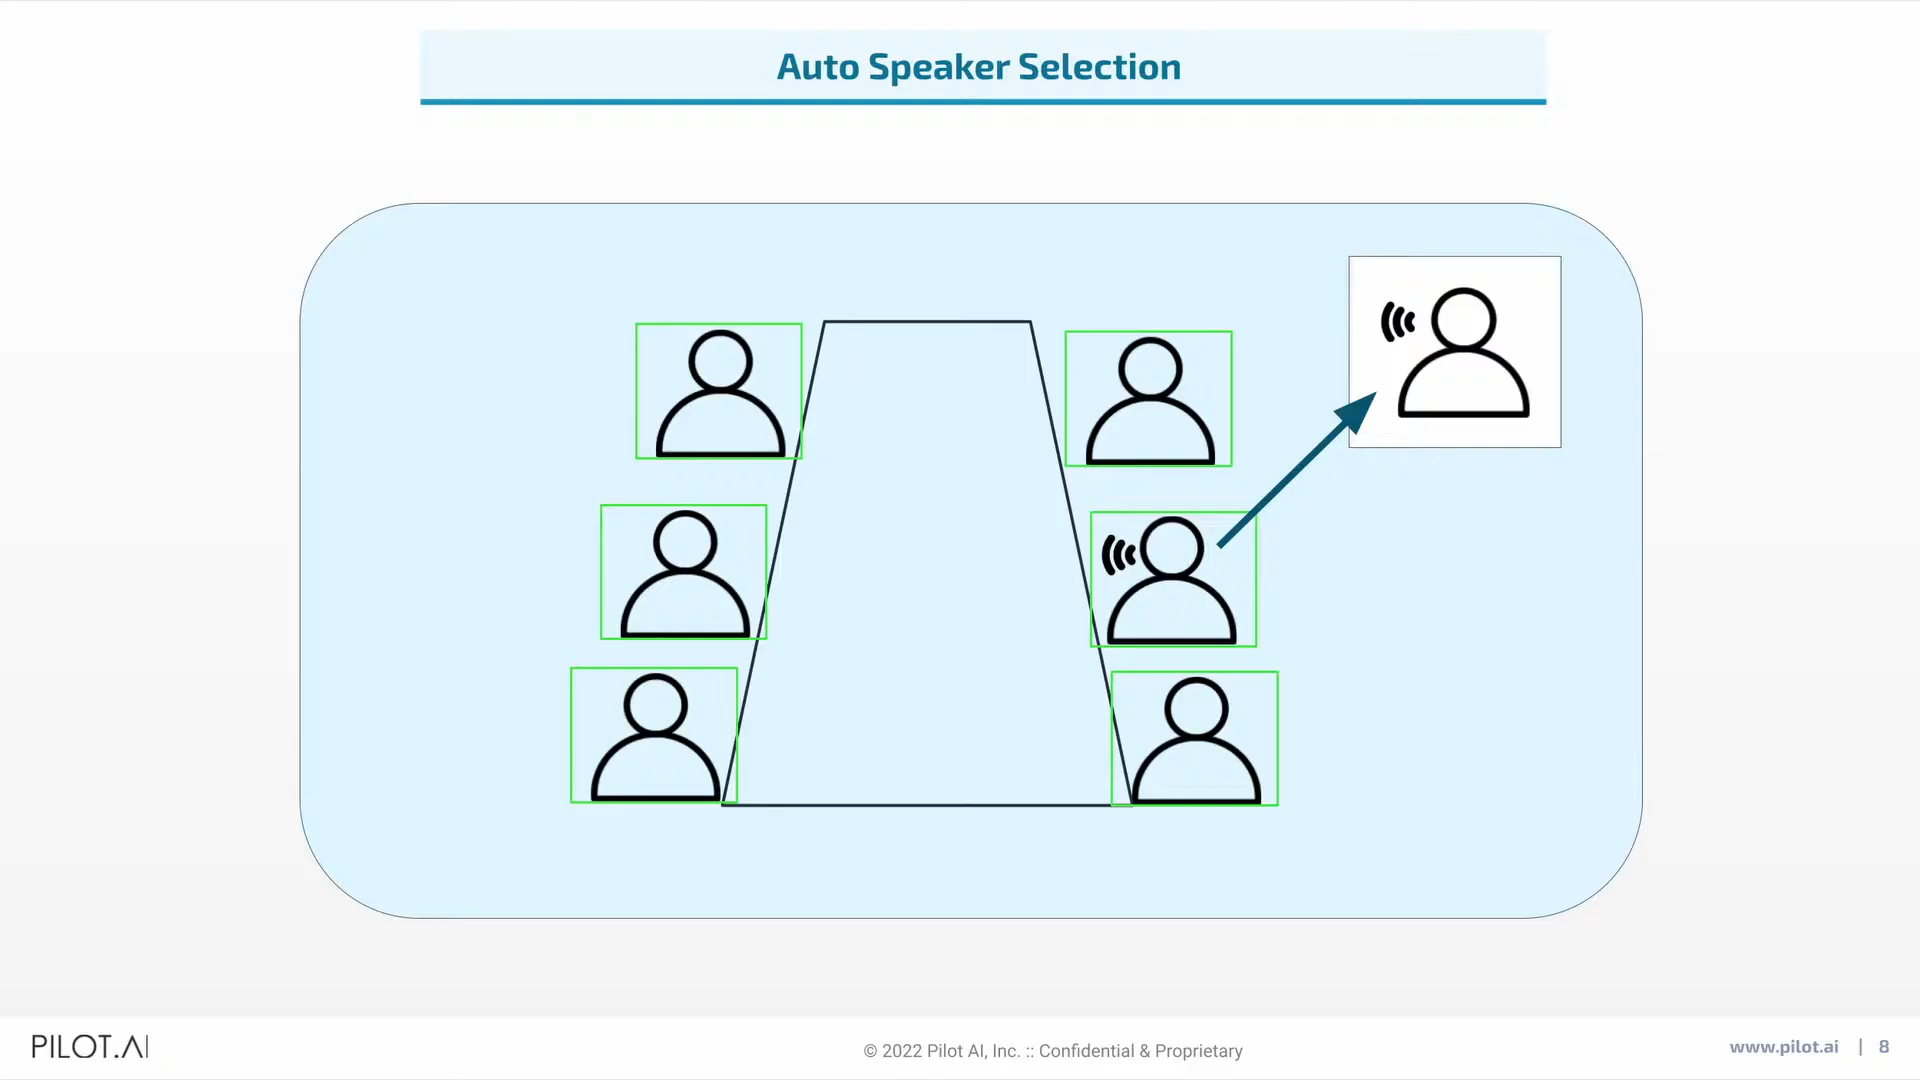 Auto Speaker Selection
PILOT.AI
© 2022 Pilot AI, Inc. :: Confidential & Proprietary
www.pilot.ai | 8